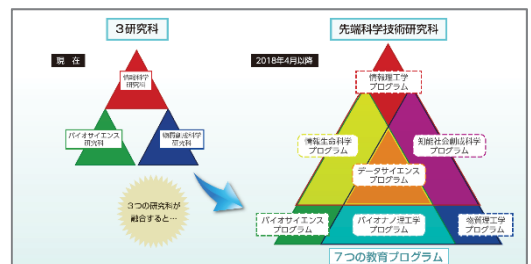 3研究科
現 在
情報科学
研究科
バイオサイエンス
研究科
物質創成科学
研究科
3つの研究科が
融合すると…
先端科学技術研究科
2018年4月以降
情報理工学
プログラム
情報生命科学
プログラム
知能社会創成科学
プログラム
データサイエンス
プログラム
バイオサイエンス
プログラム
バイオナノ理工学
プログラム
物質理工学
プログラム
7つの教育プログラム